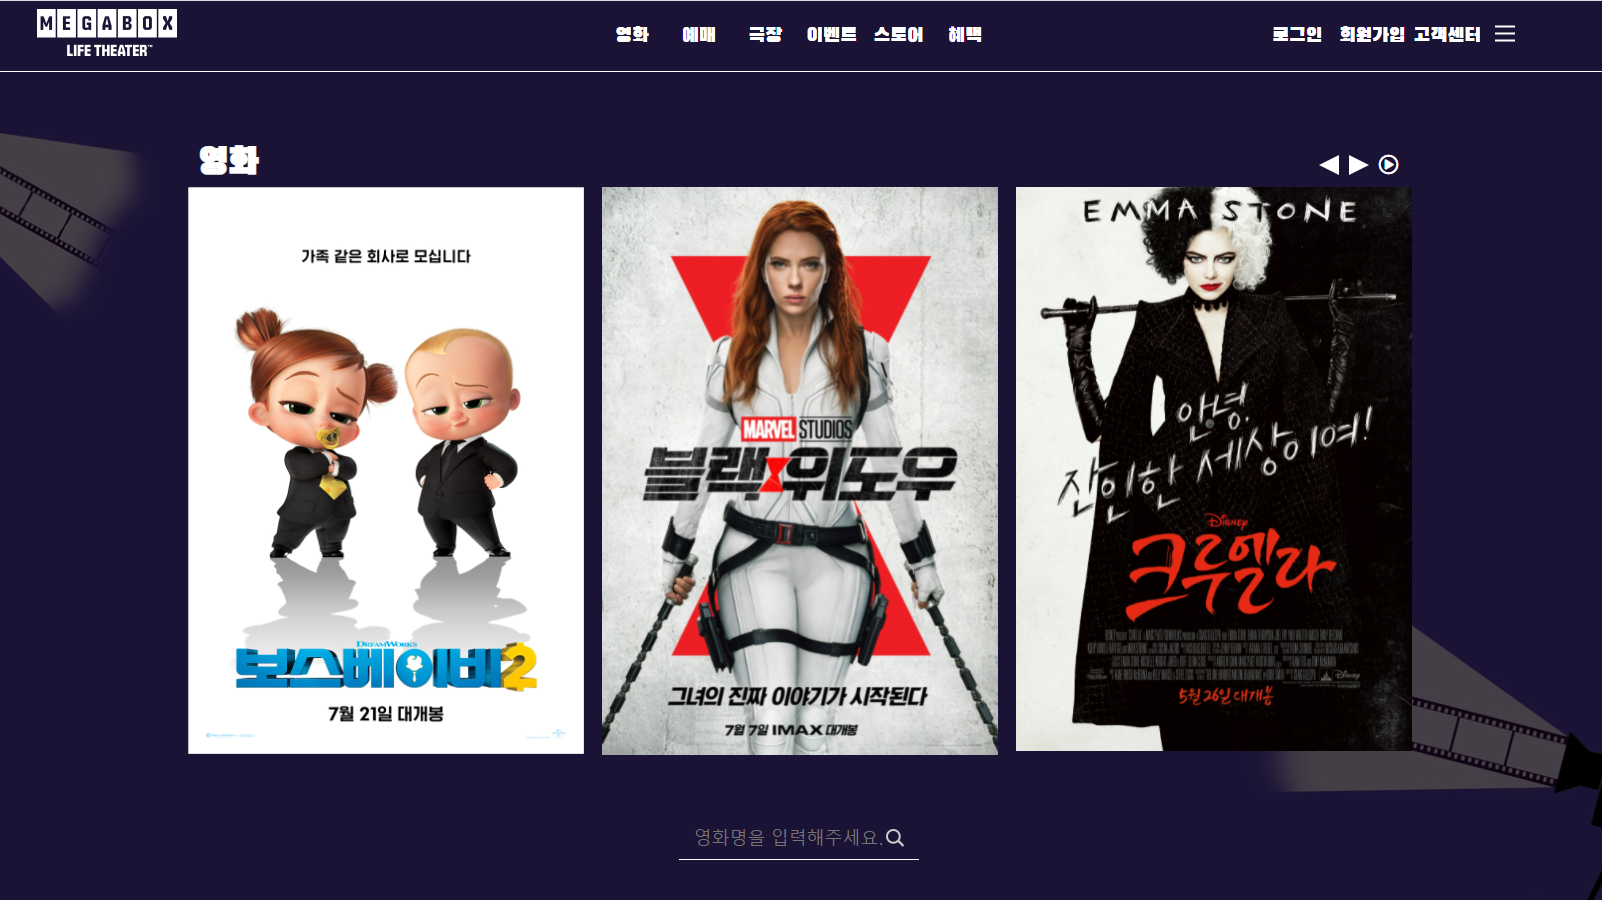 MEGABOX
LIFE THEATER™
영화 예매 극장 이벤트 스토어 혜택
로그인 회원가입 고객센터
영화
가족 같은 회사로 모십니다
DREAMWORKS
보스베이비2
7월 21일 대개봉
MARVEL STUDIOS
블랙 위도우
그녀의 진짜 이야기가 시작된다
7월 7일 IMAX 대개봉
EMMA STONE
안녕,
잔인한 세상이여!
Disney
크루엘라
5월 26일 대개봉
영화명을 입력해주세요.